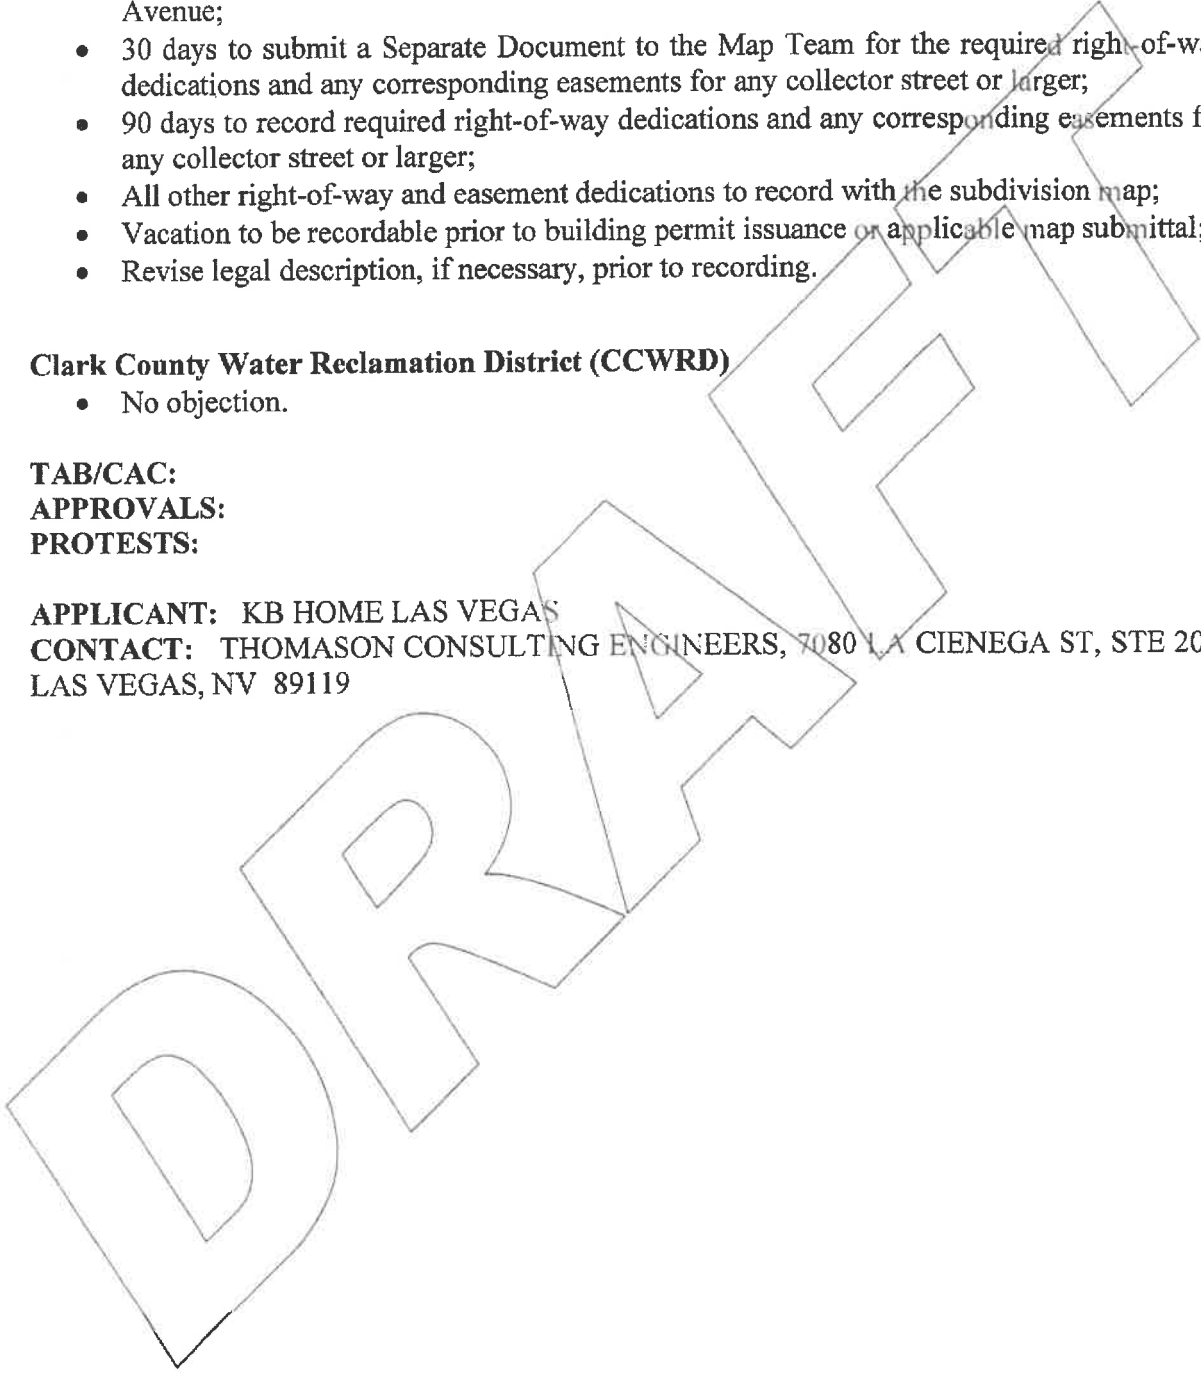 Avenue;
• 30 days to submit a Separate Document to the Map Team for the required right-of-w
dedications and any corresponding easements for any collector street or larger;
• 90 days to record required right-of-way dedications and any corresponding easements f
any collector street or larger;
• All other right-of-way and easement dedications to record with the subdivision map;
• Vacation to be recordable prior to building permit issuance or applicable map submittal;
• Revise legal description, if necessary, prior to recording.
Clark County Water Reclamation District (CCWRD)
• No objection.
TAB/CAC:
APPROVALS:
PROTESTS:
APPLICANT: KB HOME LAS VEGAS
CONTACT: THOMASON CONSULTING ENGINEERS, 7080 LA CIENEGA ST, STE 20
LAS VEGAS, NV 89119
DRAFT